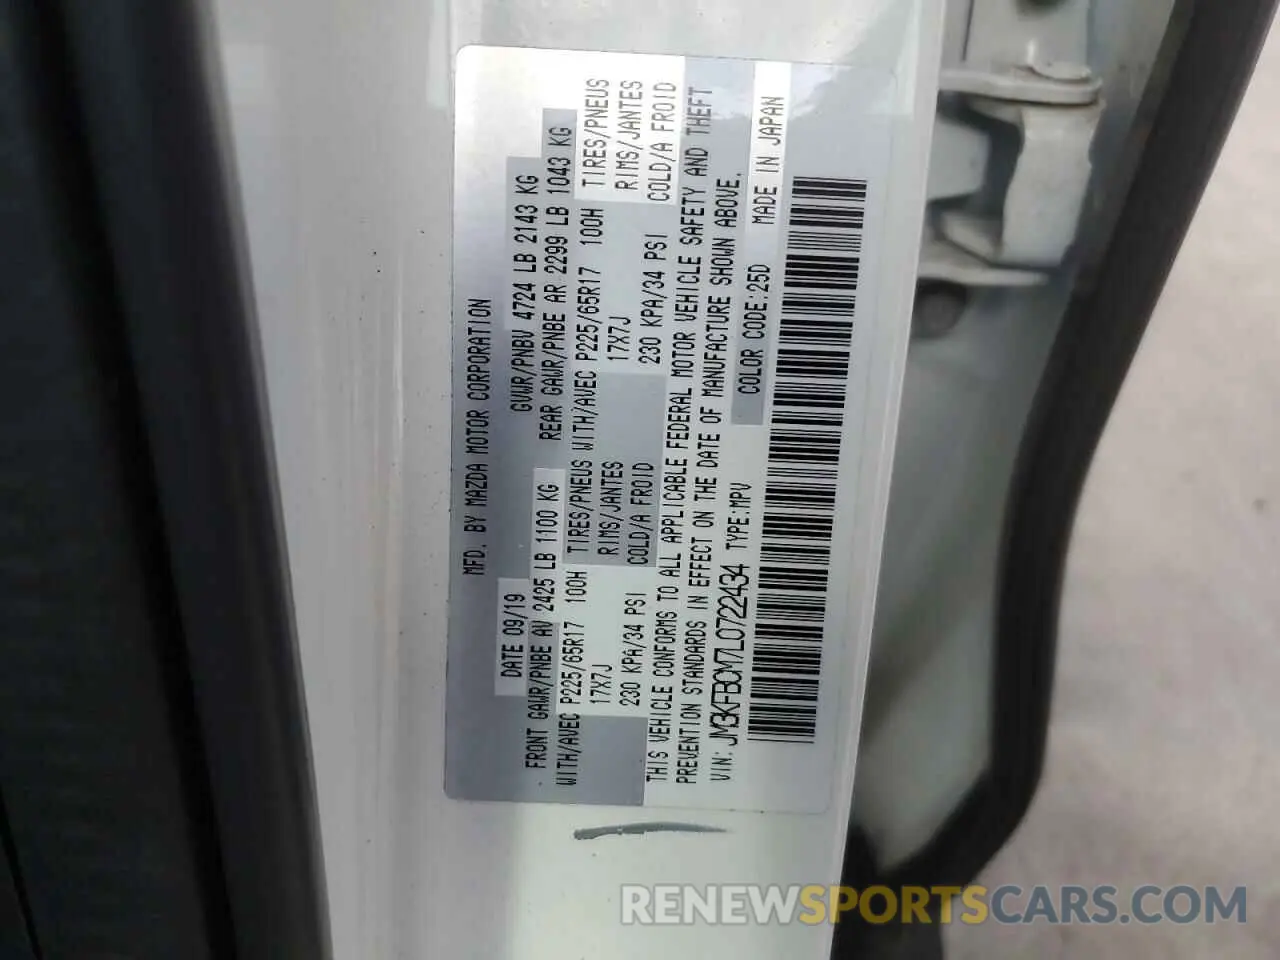 MFD. BY MAZDA MOTOR CORPORATION
DATE 09/19 GVWR/PNBV 4724 LB 2143 KG
FRONT GAWR/PNBE AV 2425 LB 1100 KG REAR GAWR/PNBE AR 2299 LB 1043 KG
WITH/AVEC P225/65R17 100H TIRES/PNEUS WITH/AVEC P225/65R17 100H TIRES/PNEUS
17X7J RIMS/JANTES 17X7J RIMS/JANTES
230 KPA/34 PSI COLD/A FROID 230 KPA/34 PSI COLD/A FROID
THIS VEHICLE CONFORMS TO ALL APPLICABLE FEDERAL MOTOR VEHICLE SAFETY AND THEFT
PREVENTION STANDARDS IN EFFECT ON THE DATE OF MANUFACTURE SHOWN ABOVE.
VIN: JM3KFBCM7L0722434 TYPE:MPV COLOR CODE:25D MADE IN JAPAN
RENEWSPORTSCARS.COM